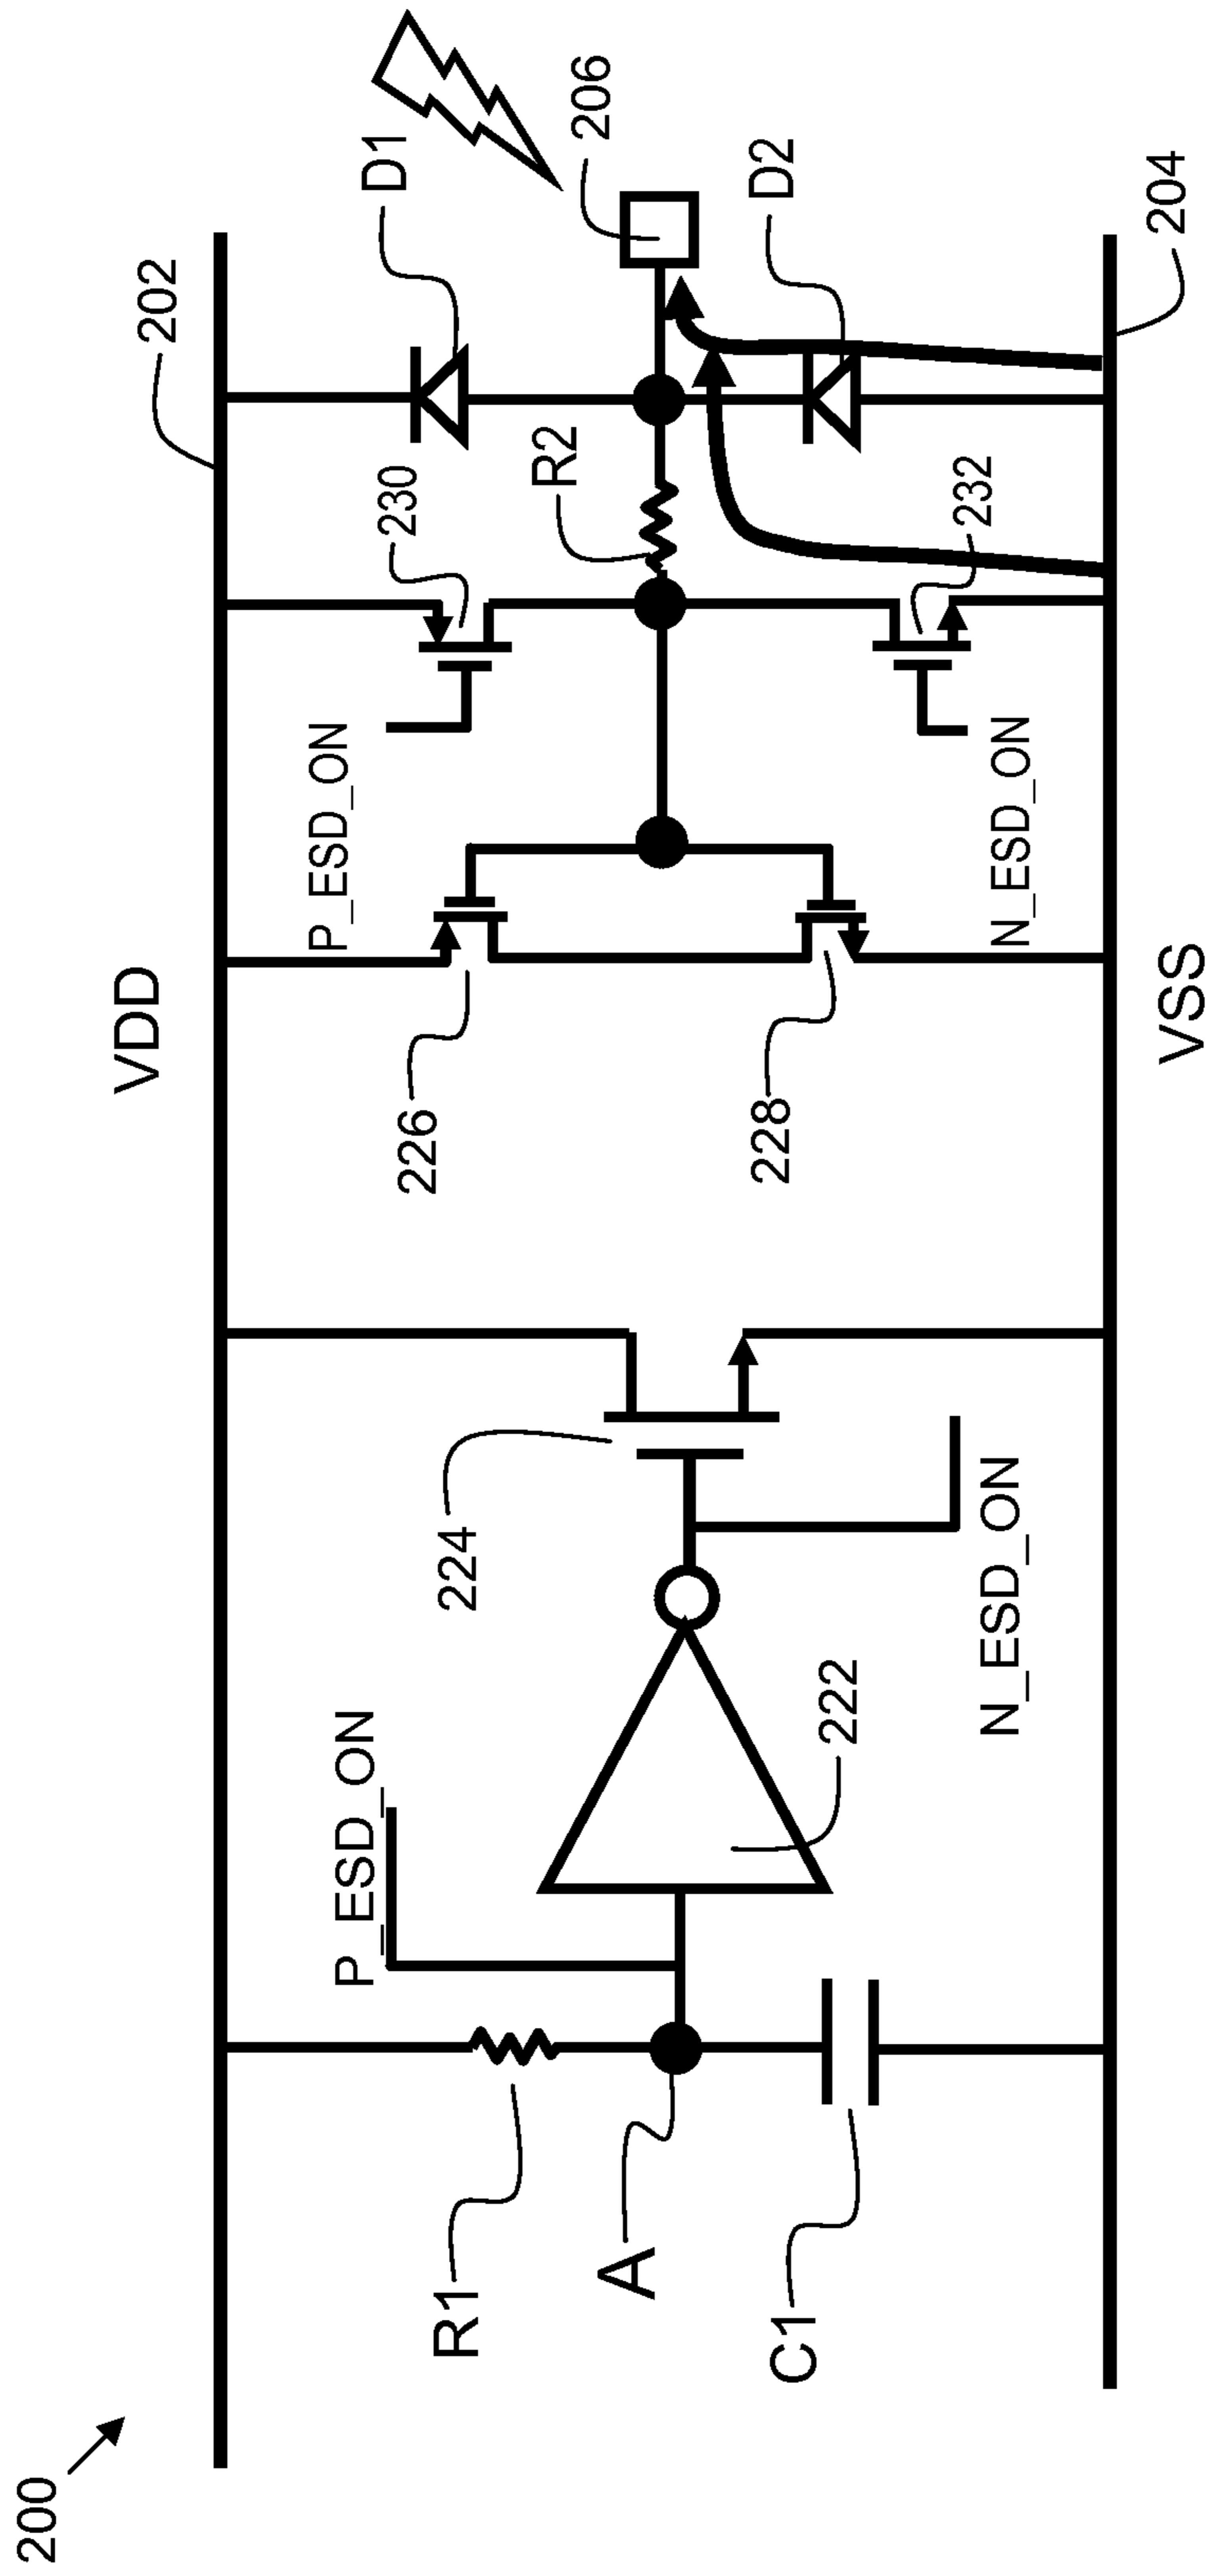 200
VDD
202
R1
A
C1
P_ESD_ON
222
N_ESD_ON
224
226
228
P_ESD_ON
230
N_ESD_ON
232
R2
D1
D2
206
204
VSS